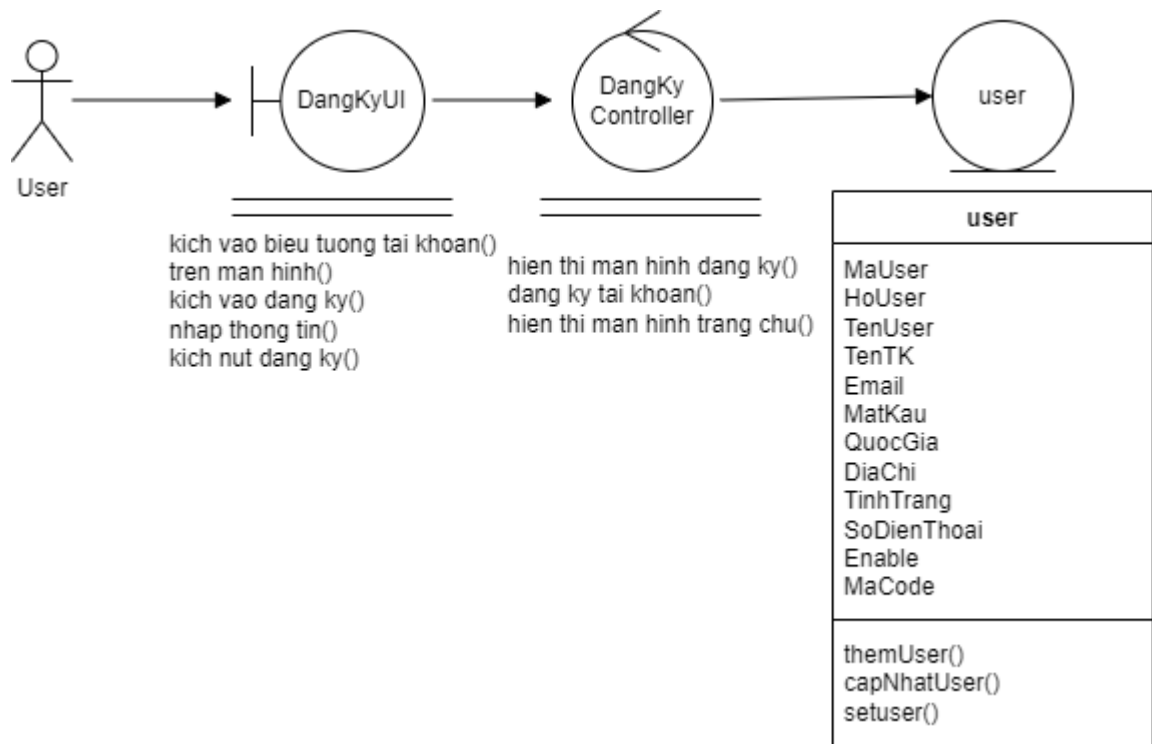 User
DangKyUI
DangKy
Controller
user
kich vao bieu tuong tai khoan()
tren man hinh()
kich vao dang ky()
nhap thong tin()
kich nut dang ky()
hien thi man hinh dang ky()
dang ky tai khoan()
hien thi man hinh trang chu()
user
MaUser
HoUser
TenUser
TenTK
Email
MatKau
QuocGia
DiaChi
TinhTrang
SoDienThoai
Enable
MaCode
themUser()
capNhatUser()
setuser()